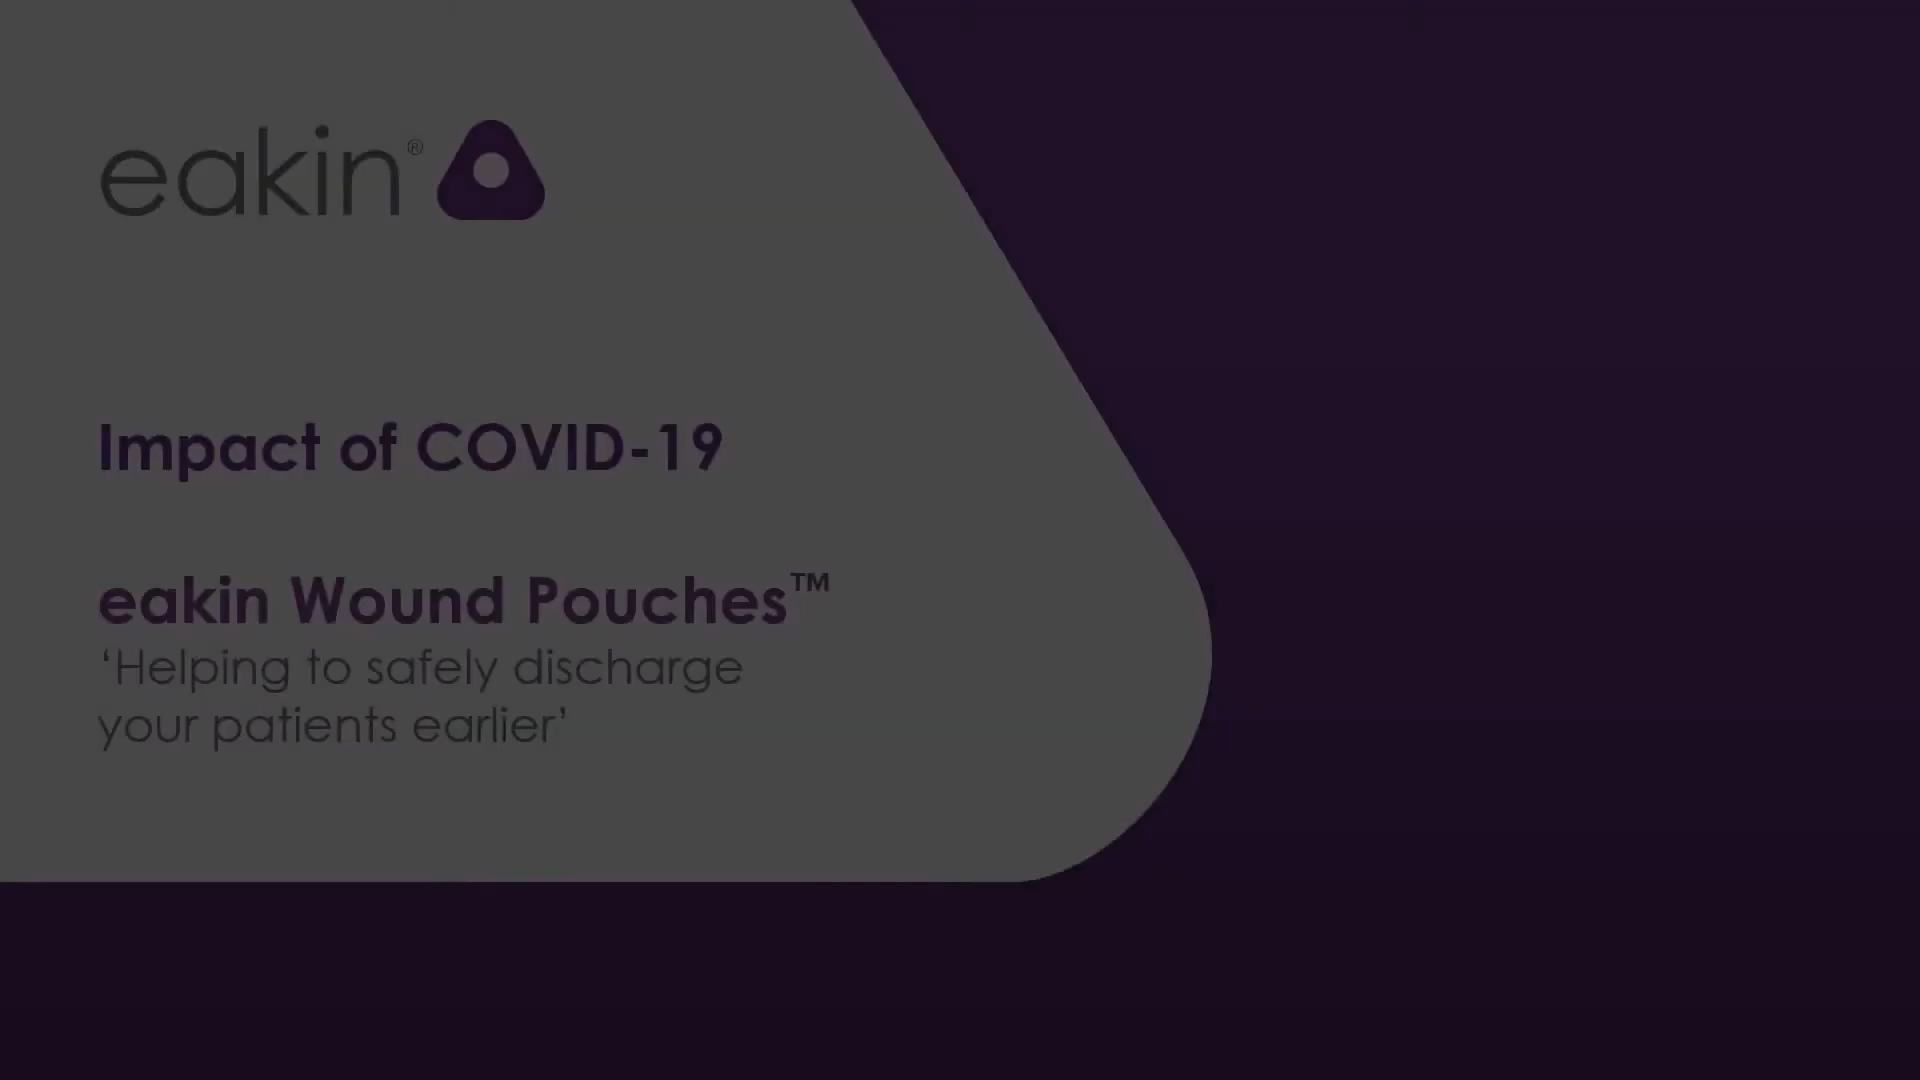 eakin®
Impact of COVID-19
eakin Wound Pouches™
‘Helping to safely discharge
your patients earlier’